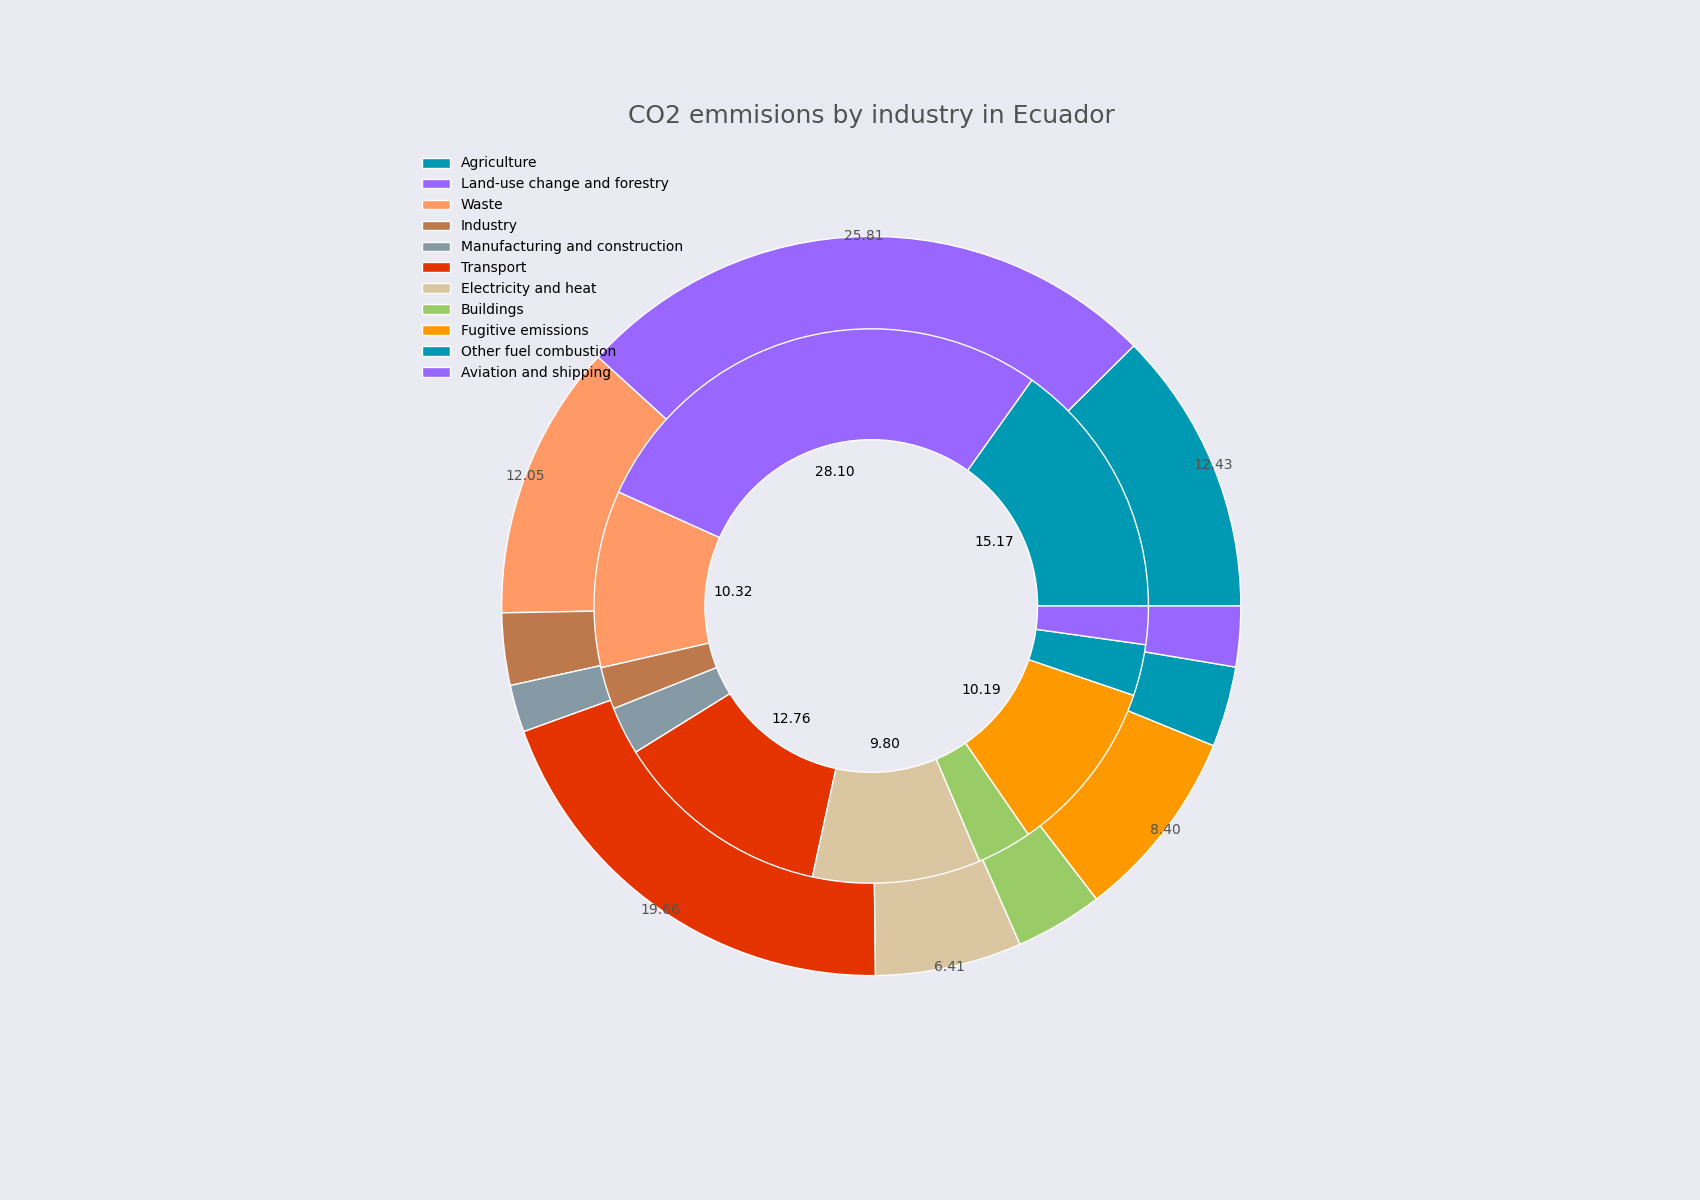 CO2 emmisions by industry in Ecuador
Agriculture
Land-use change and forestry
Waste
Industry
Manufacturing and construction
Transport
Electricity and heat
Buildings
Fugitive emissions
Other fuel combustion
Aviation and shipping
25.81
12.43
12.05
28.10
15.17
10.32
10.19
12.76
9.80
8.40
19.66
6.41